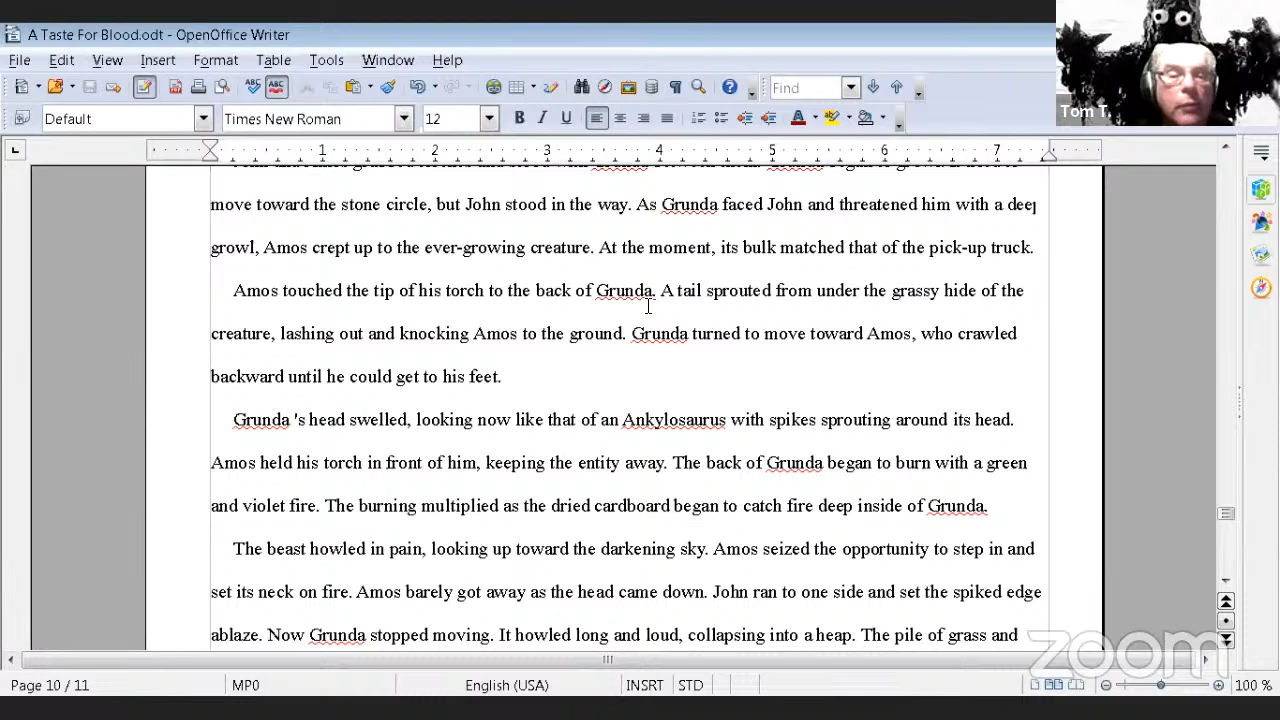 A Taste For Blood.odt - OpenOffice Writer
File Edit View Insert Format Table Tools Window Help
Find
Default Times New Roman 12 B I U
Tom T.
1 2 3 4 5 6 7
move toward the stone circle, but John stood in the way. As Grunda faced John and threatened him with a deep
growl, Amos crept up to the ever-growing creature. At the moment, its bulk matched that of the pick-up truck.
Amos touched the tip of his torch to the back of Grunda. A tail sprouted from under the grassy hide of the
creature, lashing out and knocking Amos to the ground. Grunda turned to move toward Amos, who crawled
backward until he could get to his feet.
Grunda 's head swelled, looking now like that of an Ankylosaurus with spikes sprouting around its head.
Amos held his torch in front of him, keeping the entity away. The back of Grunda began to burn with a green
and violet fire. The burning multiplied as the dried cardboard began to catch fire deep inside of Grunda.
The beast howled in pain, looking up toward the darkening sky. Amos seized the opportunity to step in and
set its neck on fire. Amos barely got away as the head came down. John ran to one side and set the spiked edge
ablaze. Now Grunda stopped moving. It howled long and loud, collapsing into a heap. The pile of grass and
zoom
Page 10 / 11 MP0 English (USA) INSRT STD 100 %